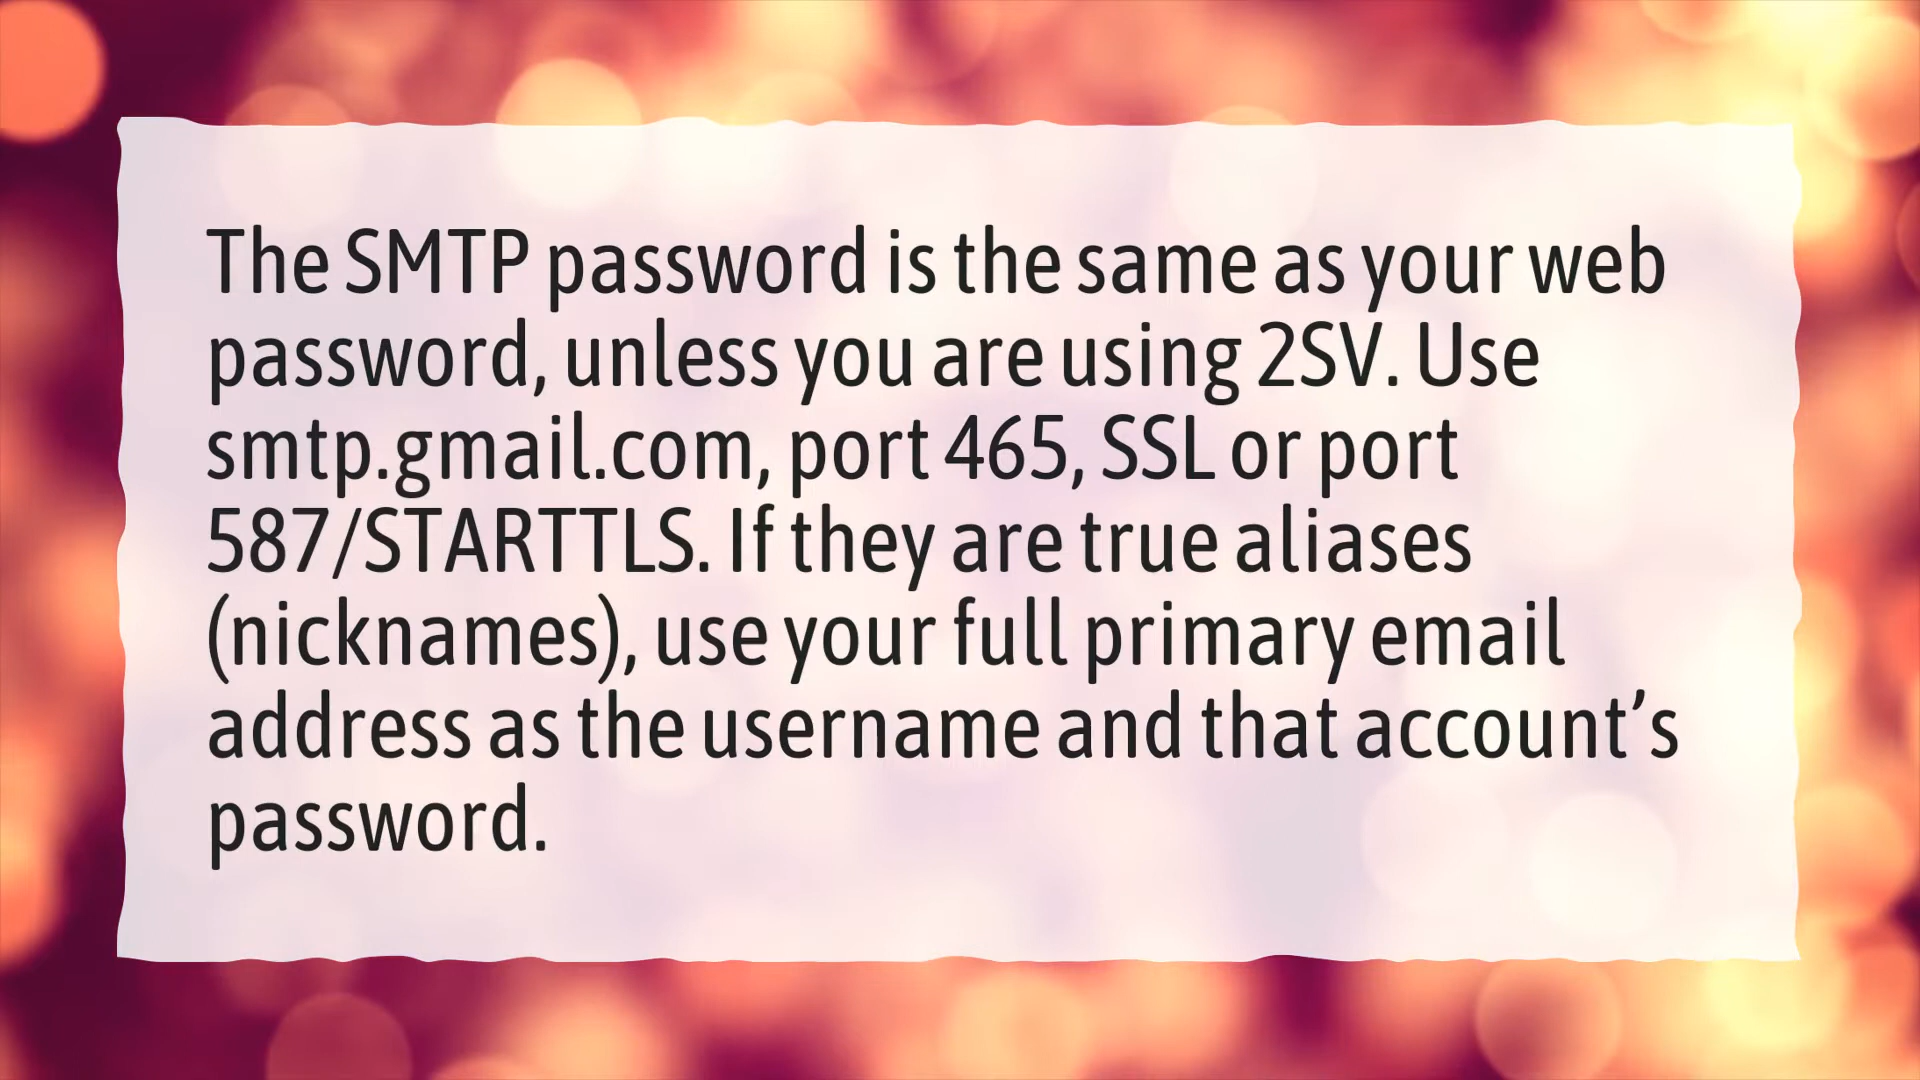 The SMTP password is the same as your web
password, unless you are using 2SV. Use
smtp.gmail.com, port 465, SSL or port
587/STARTTLS. If they are true aliases
(nicknames), use your full primary email
address as the username and that account’s
password.